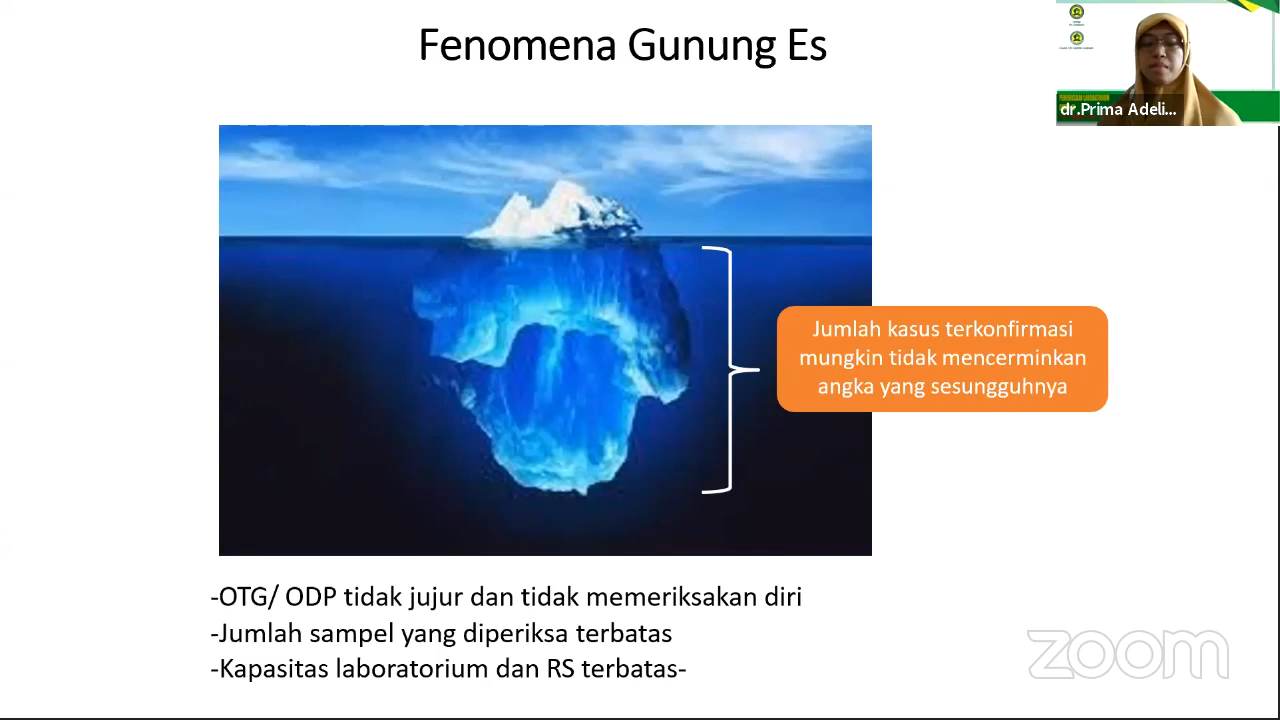 Fenomena Gunung Es
dr.Prima Adeli...
Jumlah kasus terkonfirmasi
mungkin tidak mencerminkan
angka yang sesungguhnya
-OTG/ ODP tidak jujur dan tidak memeriksakan diri
-Jumlah sampel yang diperiksa terbatas
-Kapasitas laboratorium dan RS terbatas-
zoom